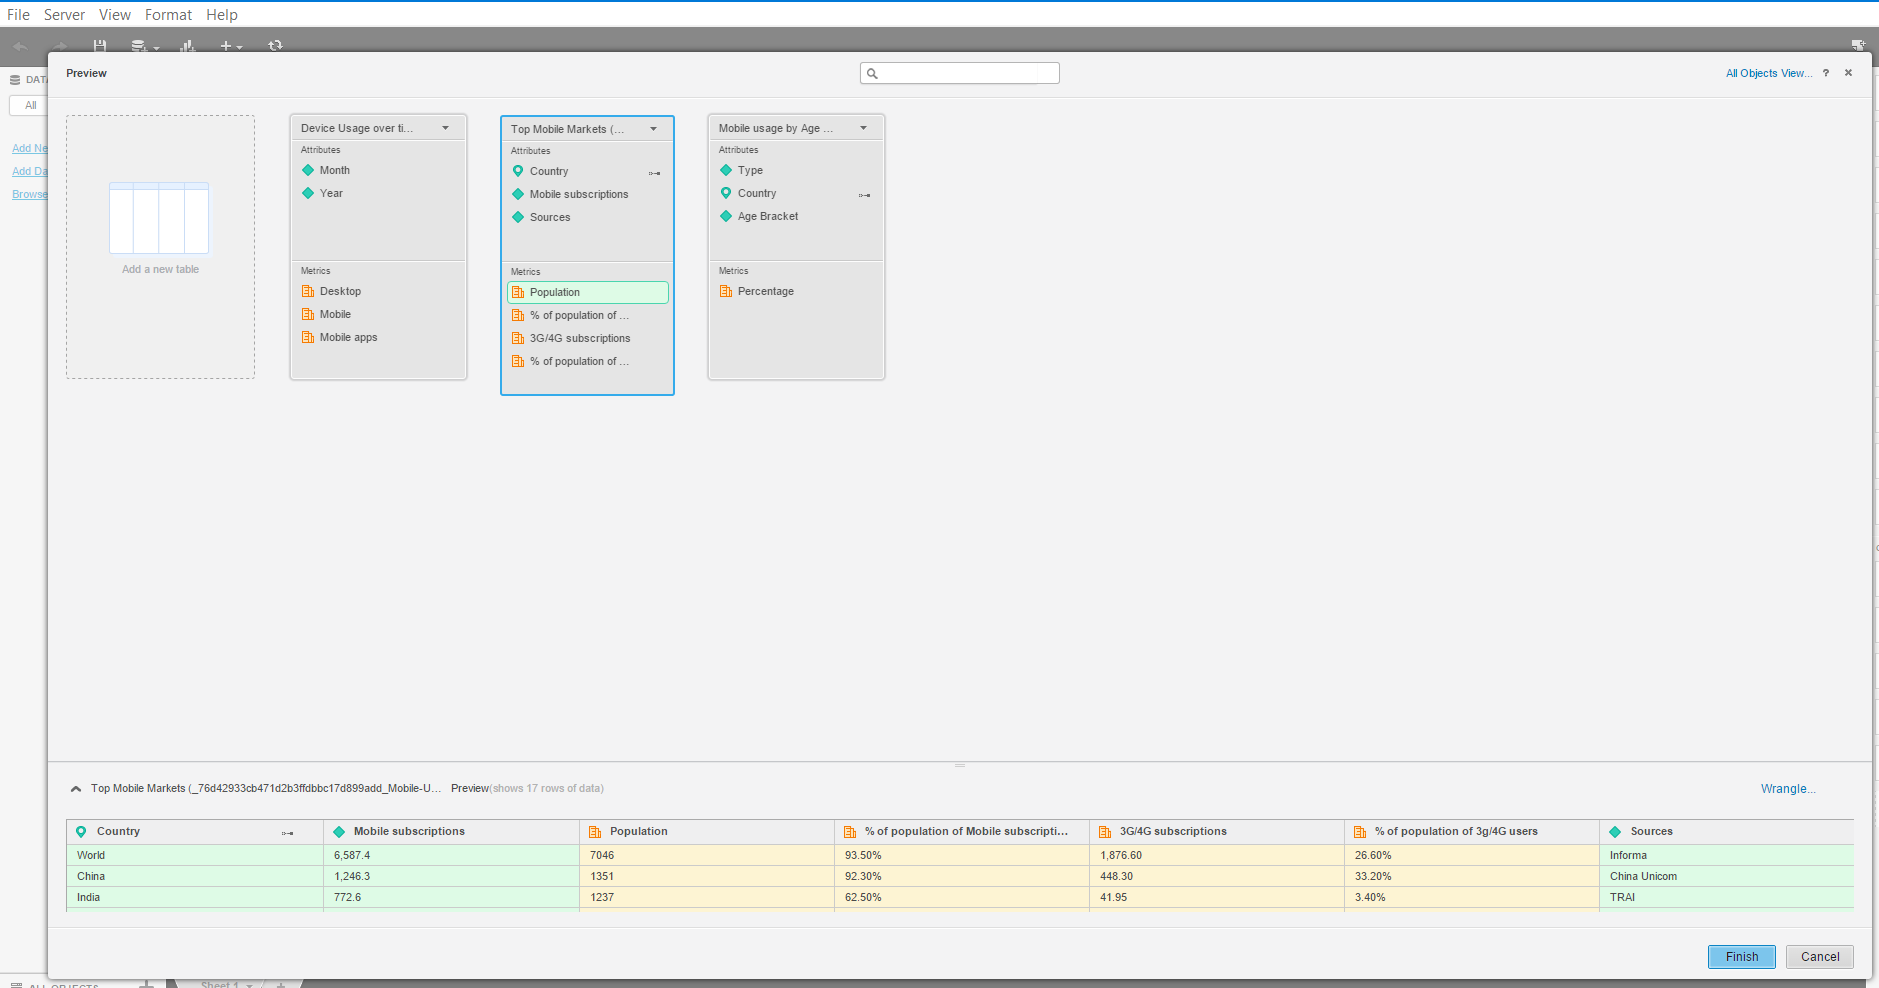 File Server View Format Help
DATA
All
Add Ne
Add Da
Browse
Preview
All Objects View... ? ×
Add a new table
Device Usage over ti...
Attributes
Month
Year
Metrics
Desktop
Mobile
Mobile apps
Top Mobile Markets (...
Attributes
Country
Mobile subscriptions
Sources
Metrics
Population
% of population of ...
3G/4G subscriptions
% of population of ...
Mobile usage by Age ...
Attributes
Type
Country
Age Bracket
Metrics
Percentage
Top Mobile Markets (_76d42933cb471d2b3ffdbbc17d899add_Mobile-U... Preview(shows 17 rows of data)
Wrangle...
Country Mobile subscriptions Population % of population of Mobile subscripti... 3G/4G subscriptions % of population of 3g/4G users Sources
World 6,587.4 7046 93.50% 1,876.60 26.60% Informa
China 1,246.3 1351 92.30% 448.30 33.20% China Unicom
India 772.6 1237 62.50% 41.95 3.40% TRAI
Finish Cancel
ALL OBJECTS Sheet 1